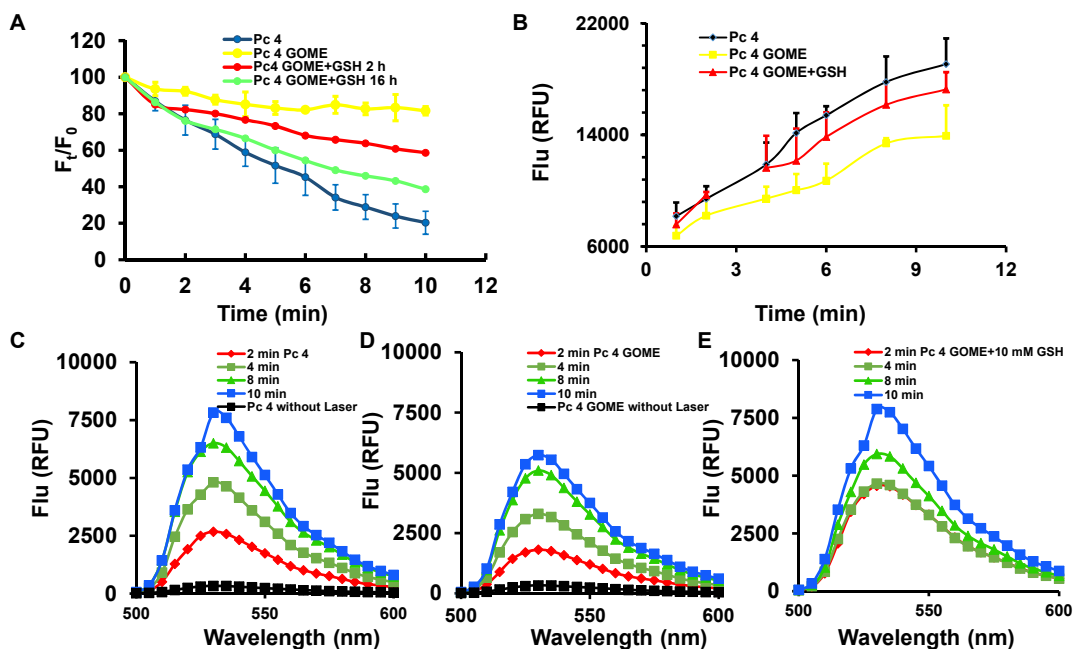 A
120
100
80
60
40
20
0
Ft/F0
0 2 4 6 8 10 12
Time (min)
Pc 4
Pc 4 GOME
Pc4 GOME+GSH 2 h
Pc 4 GOME+GSH 16 h
B
22000
14000
6000
Flu (RFU)
0 3 6 9 12
Time (min)
Pc 4
Pc 4 GOME
Pc 4 GOME+GSH
C
10000
7500
5000
2500
0
Flu (RFU)
500 550 600
Wavelength (nm)
2 min Pc 4
4 min
8 min
10 min
Pc 4 without Laser
D
10000
7500
5000
2500
0
Flu (RFU)
500 550 600
Wavelength (nm)
2 min Pc 4 GOME
4 min
8 min
10 min
Pc 4 GOME without Laser
E
10000
7500
5000
2500
0
Flu (RFU)
500 550 600
Wavelength (nm)
2 min Pc 4 GOME+10 mM GSH
4 min
8 min
10 min